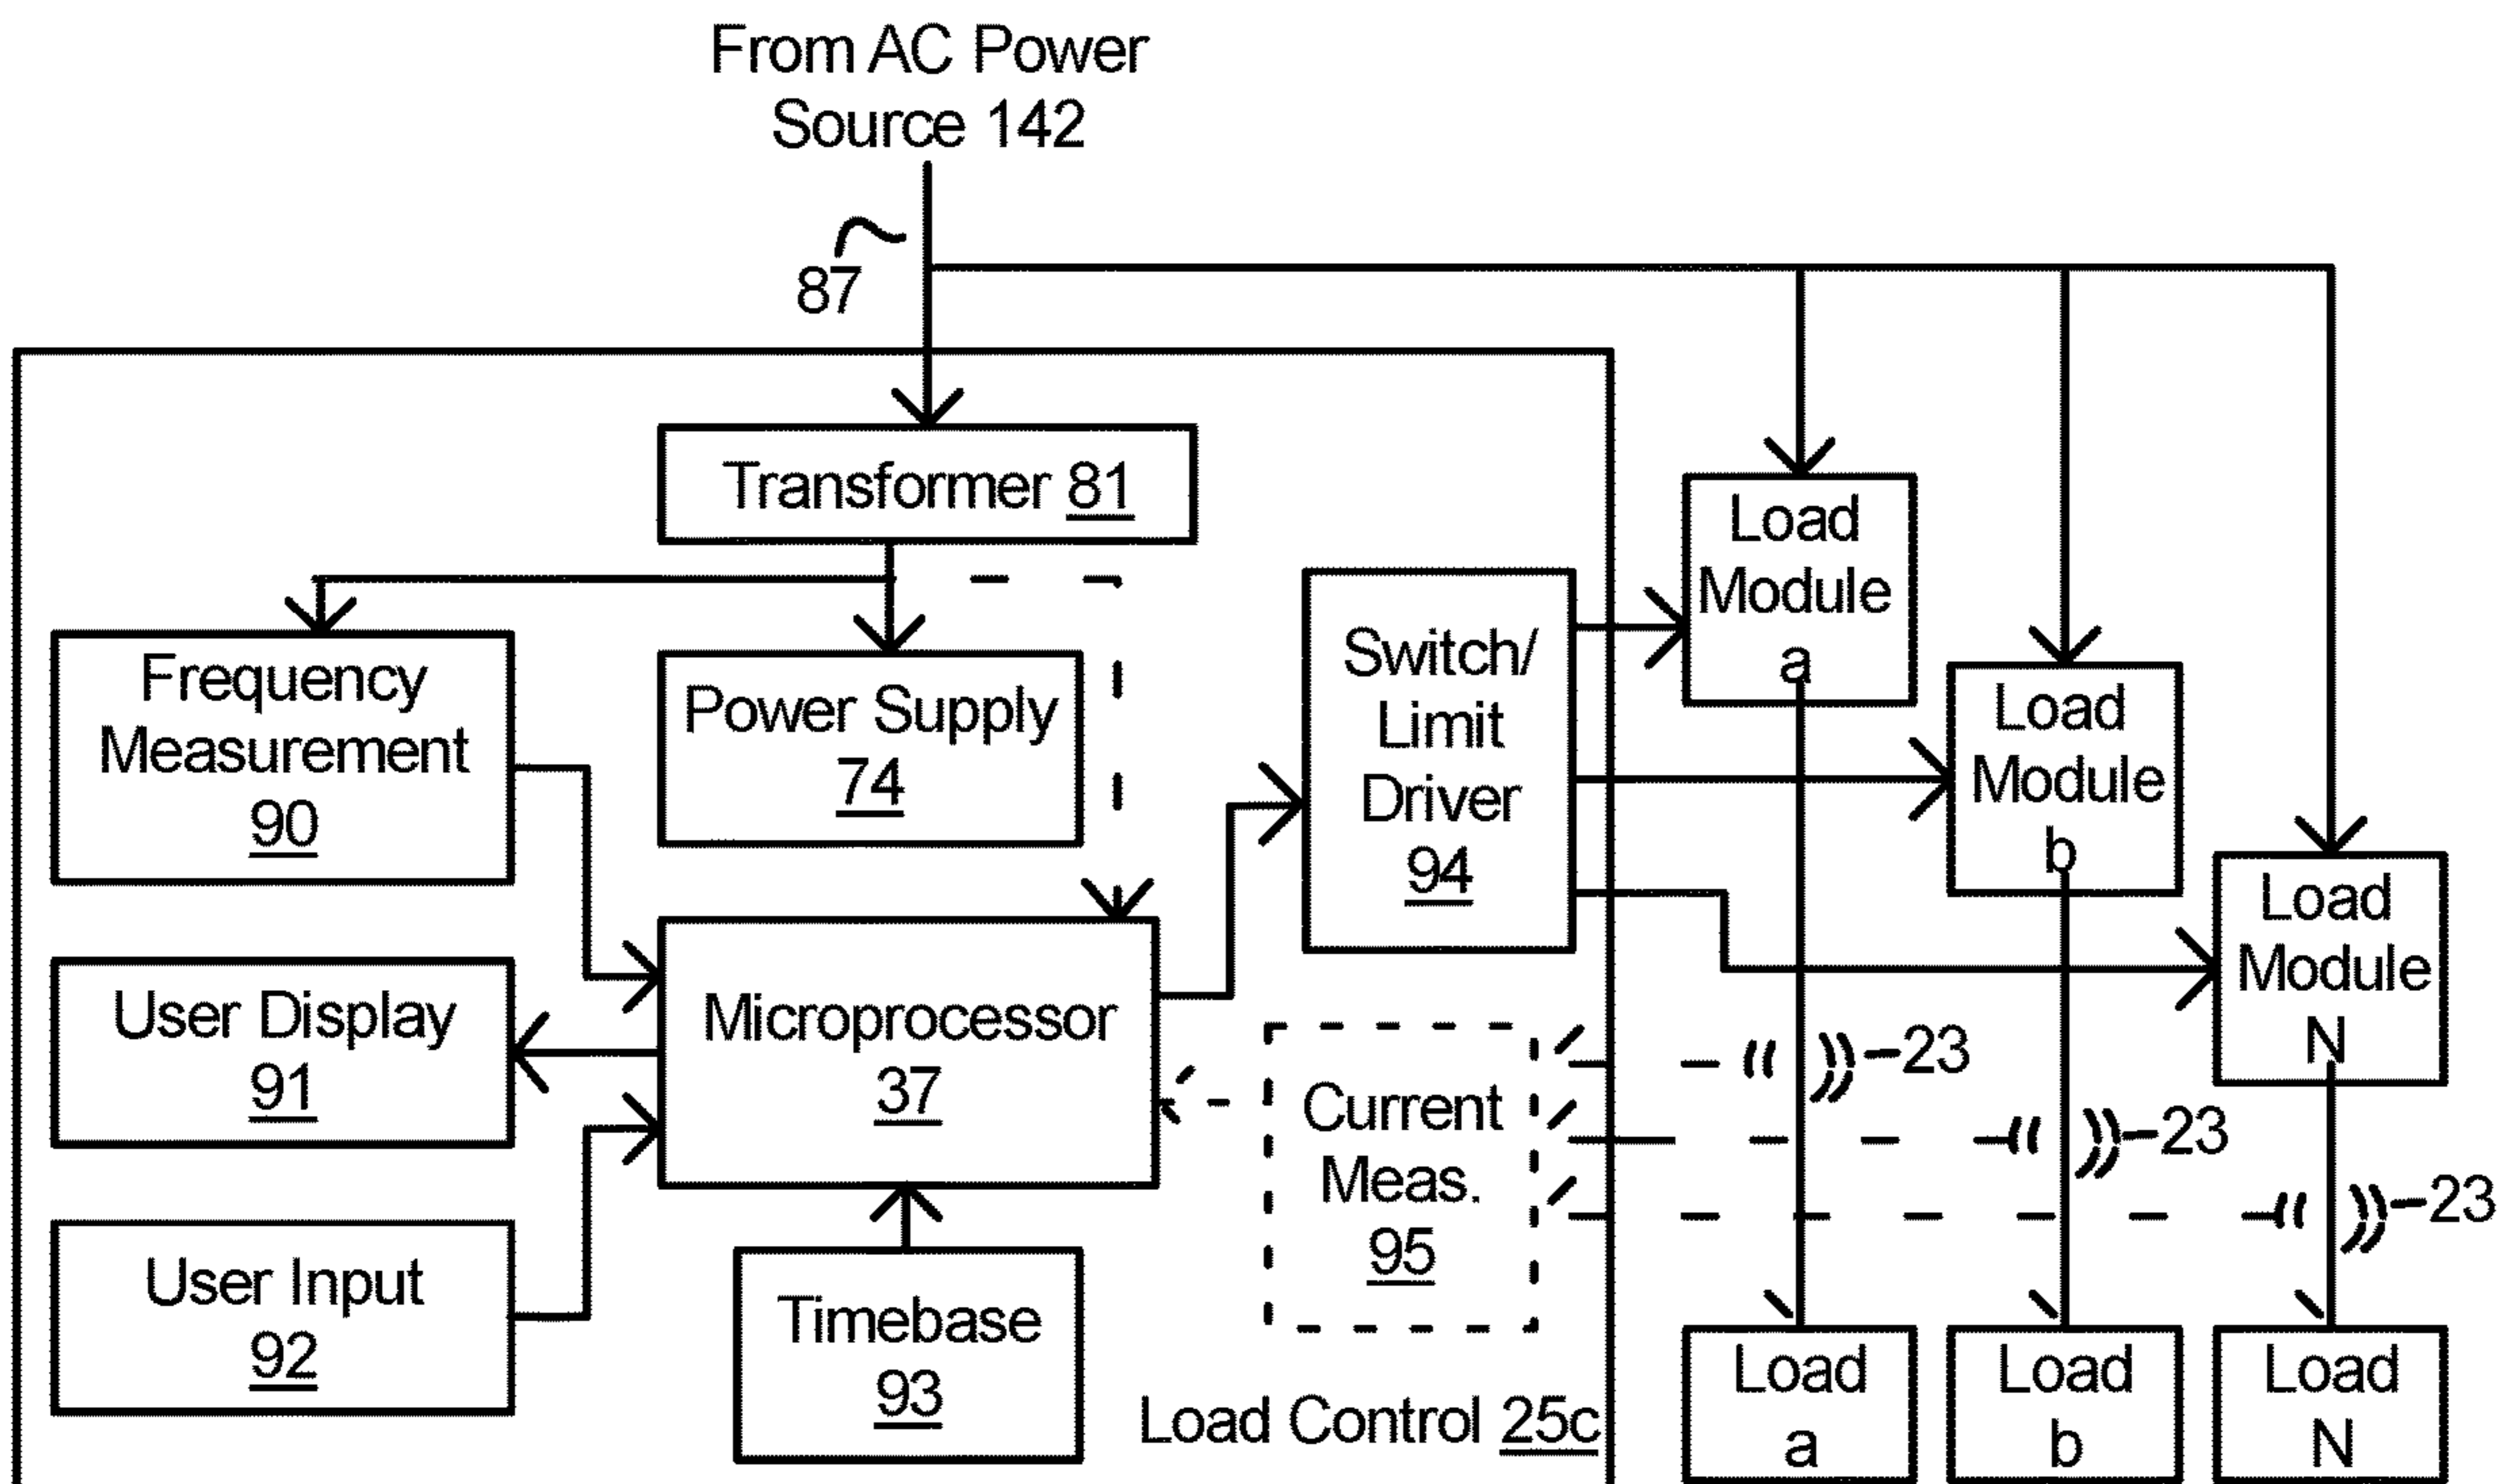 From AC Power
Source 142
87
Transformer 81
Frequency
Measurement
90
Power Supply
74
Switch/
Limit
Driver
94
Load
Module
a
Load
Module
b
Load
Module
N
User Display
91
Microprocessor
37
Current
Meas.
95
23
23
23
User Input
92
Timebase
93
Load Control 25c
Load
a
Load
b
Load
N